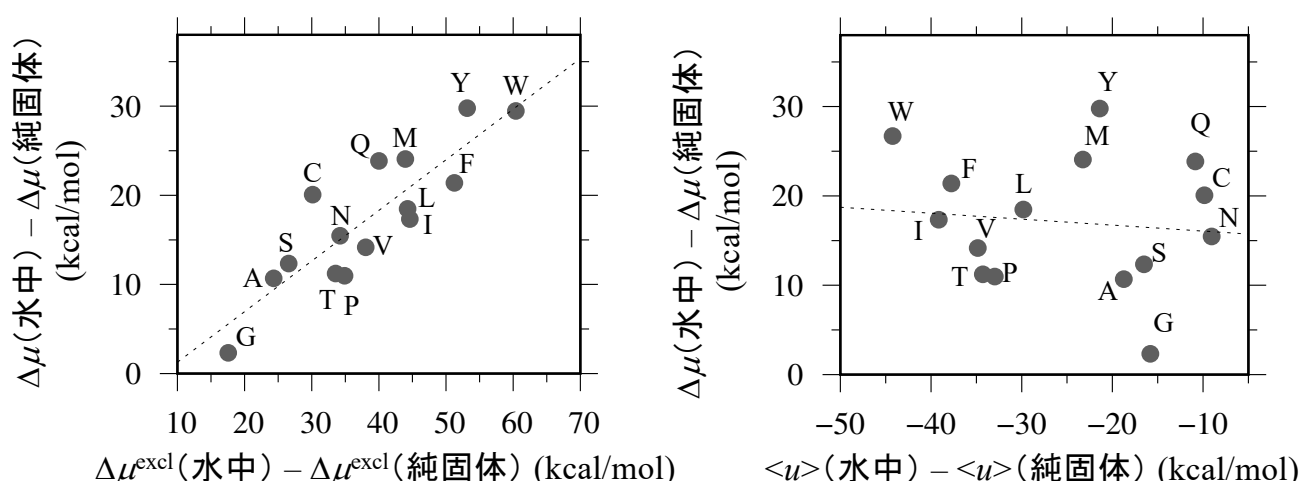 Δμ(水中) – Δμ(純固体)
(kcal/mol)
30
20
10
0
Y
W
Q
M
F
C
L
N
I
S
V
A
T
P
G
10 20 30 40 50 60 70
Δμ^excl(水中) – Δμ^excl(純固体) (kcal/mol)
Δμ(水中) – Δμ(純固体)
(kcal/mol)
30
20
10
0
Y
W
Q
M
F
C
L
N
I
V
S
T
P
A
G
−50 −40 −30 −20 −10
<u>(水中) – <u>(純固体) (kcal/mol)